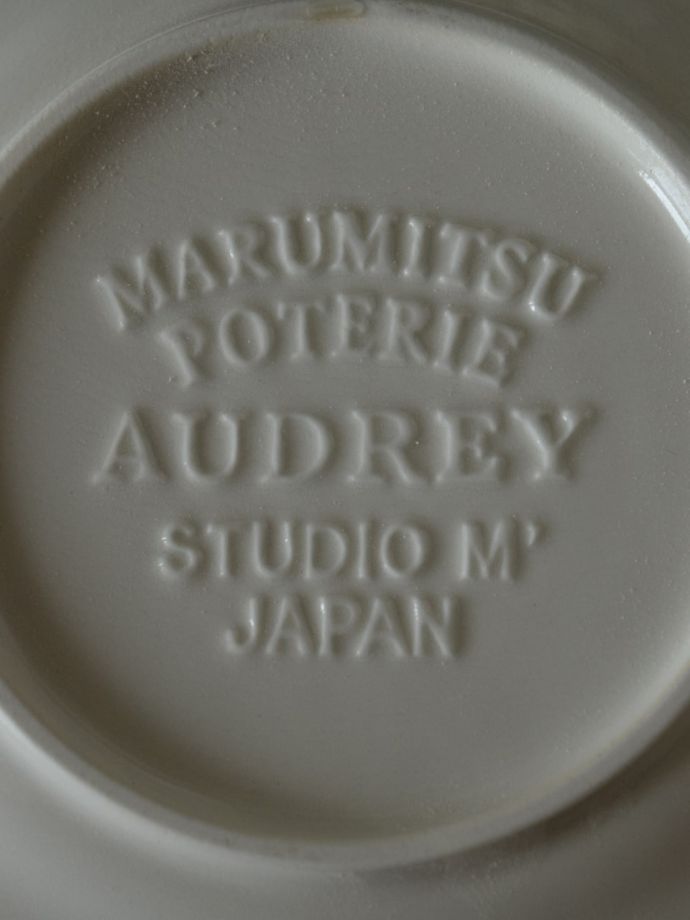 MARUMITSU
POTERIE
AUDREY
STUDIO M'
JAPAN